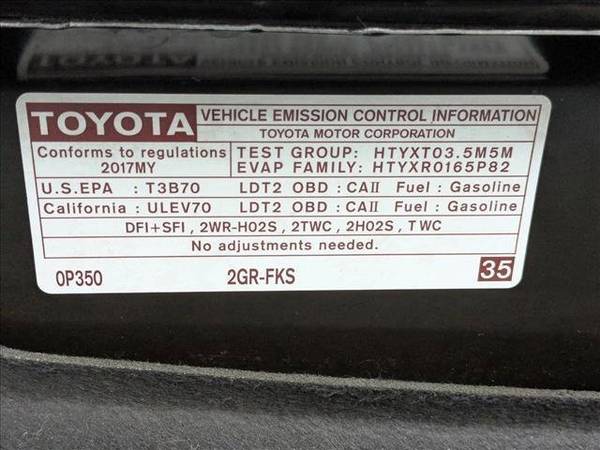 TOYOTA VEHICLE EMISSION CONTROL INFORMATION
TOYOTA MOTOR CORPORATION
Conforms to regulations
2017MY
TEST GROUP: HTYXT03.5M5M
EVAP FAMILY: HTYXR0165P82
U.S.EPA : T3B70 LDT2 OBD : CAII Fuel : Gasoline
California : ULEV70 LDT2 OBD : CAII Fuel : Gasoline
DFI+SFI , 2WR-HO2S , 2TWC , 2HO2S , TWC
No adjustments needed.
0P350 2GR-FKS 35